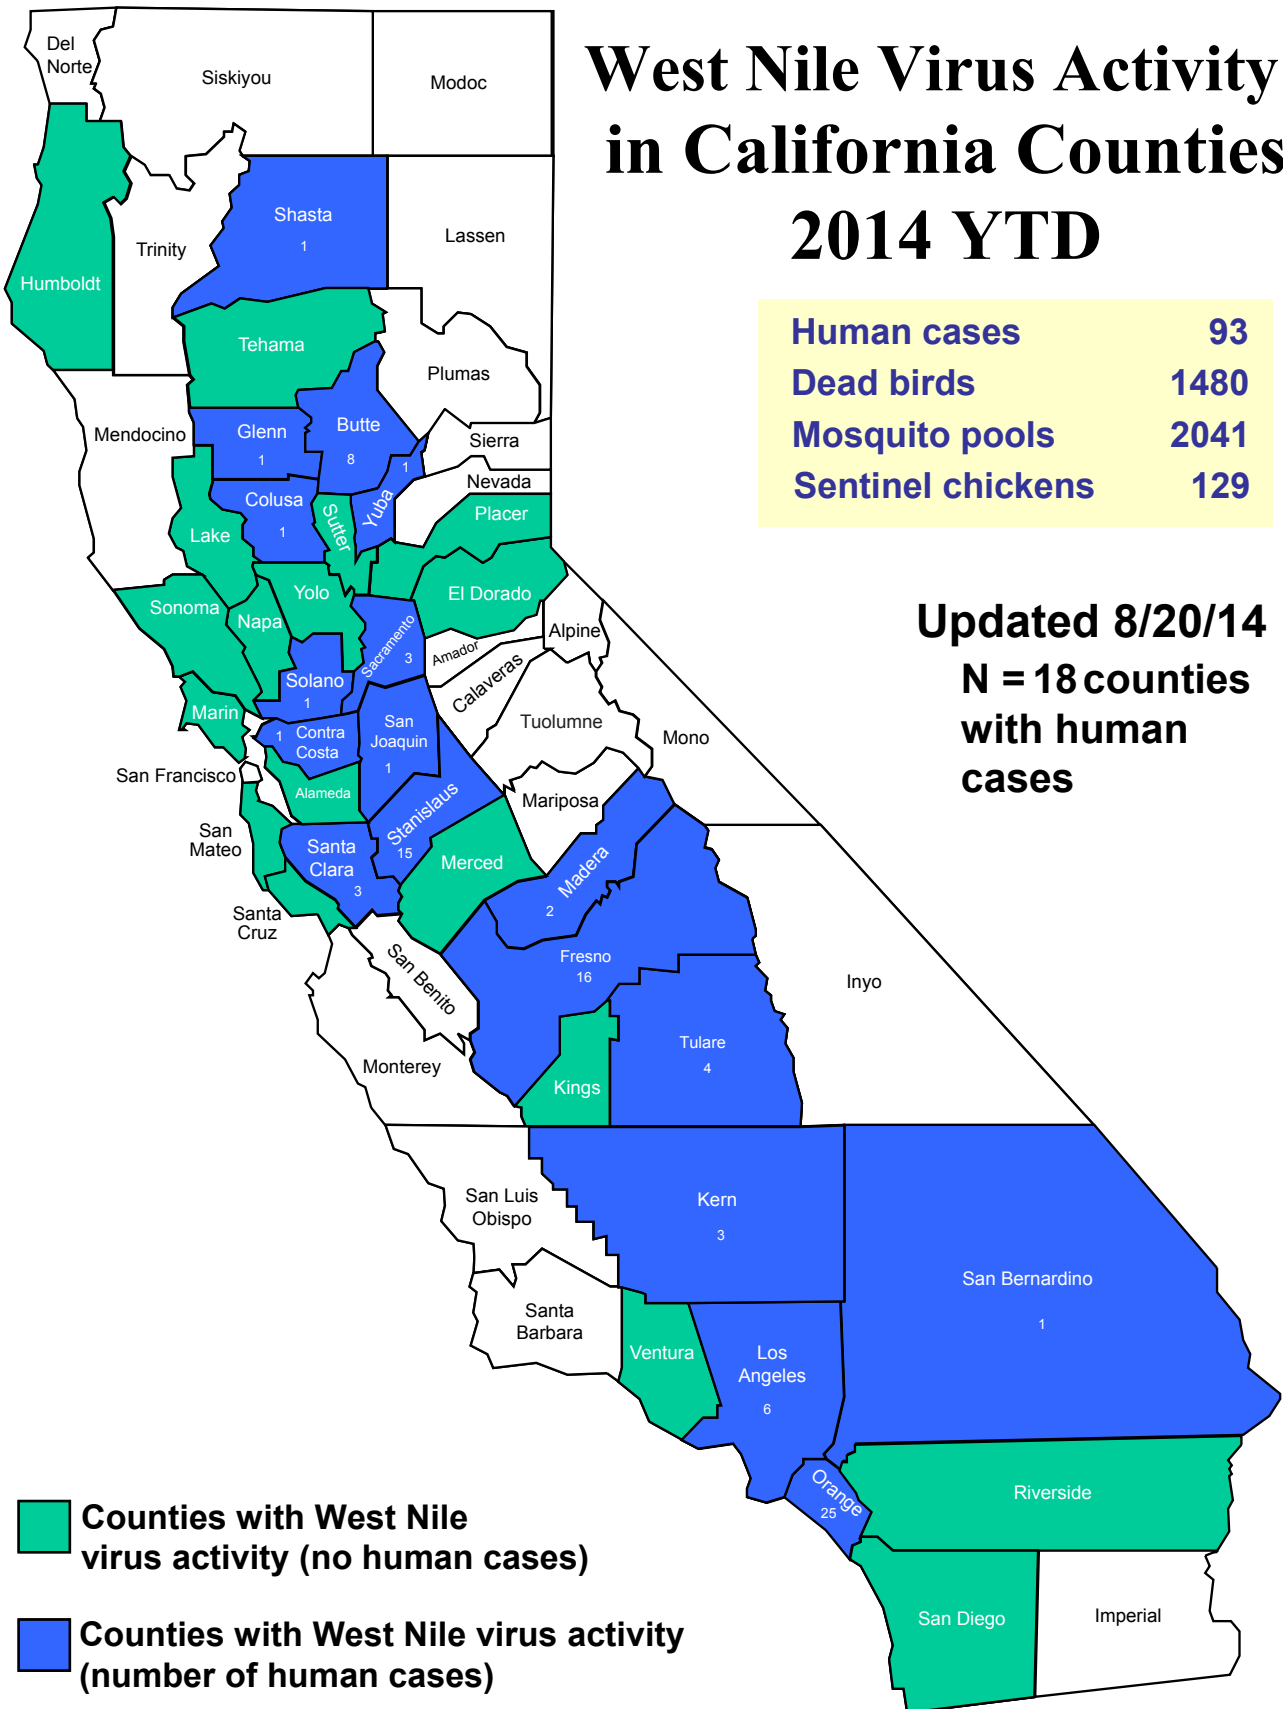 West Nile Virus Activity
in California Counties
2014 YTD
Human cases 93
Dead birds 1480
Mosquito pools 2041
Sentinel chickens 129
Updated 8/20/14
N = 18 counties
with human
cases
Del
Norte
Siskiyou
Modoc
Shasta
1
Lassen
Trinity
Humboldt
Tehama
Plumas
Mendocino
Glenn
1
Butte
8
Sierra
1
Yuba
Nevada
Colusa
1
Sutter
Placer
Lake
El Dorado
Yolo
Sonoma
Napa
Sacramento
3
Alpine
Amador
Calaveras
Solano
1
Marin
Tuolumne
Mono
1
Contra
Costa
San
Joaquin
1
San Francisco
Alameda
Mariposa
Stanislaus
15
San
Mateo
Santa
Clara
3
Merced
Madera
2
Santa
Cruz
San Benito
Fresno
16
Inyo
Tulare
4
Monterey
Kings
San Luis
Obispo
Kern
3
San Bernardino
1
Santa
Barbara
Ventura
Los
Angeles
6
Orange
25
Riverside
San Diego
Imperial
Counties with West Nile
virus activity (no human cases)
Counties with West Nile virus activity
(number of human cases)